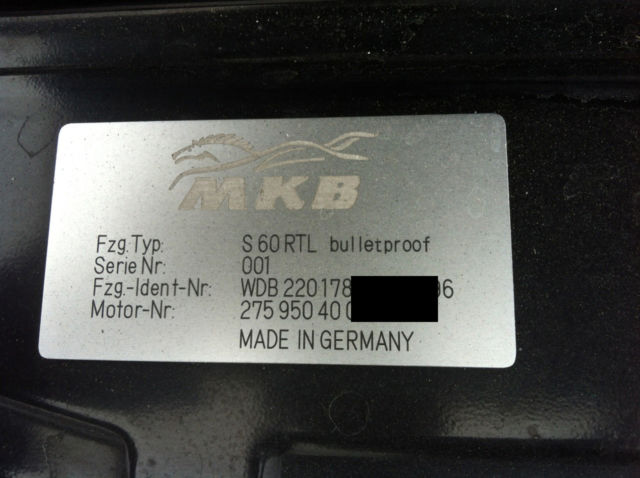 MKB
Fzg.Typ: S 60 RTL bulletproof
Serie Nr: 001
Fzg.-Ident-Nr: WDB 220178 96
Motor-Nr: 275 950 40
MADE IN GERMANY